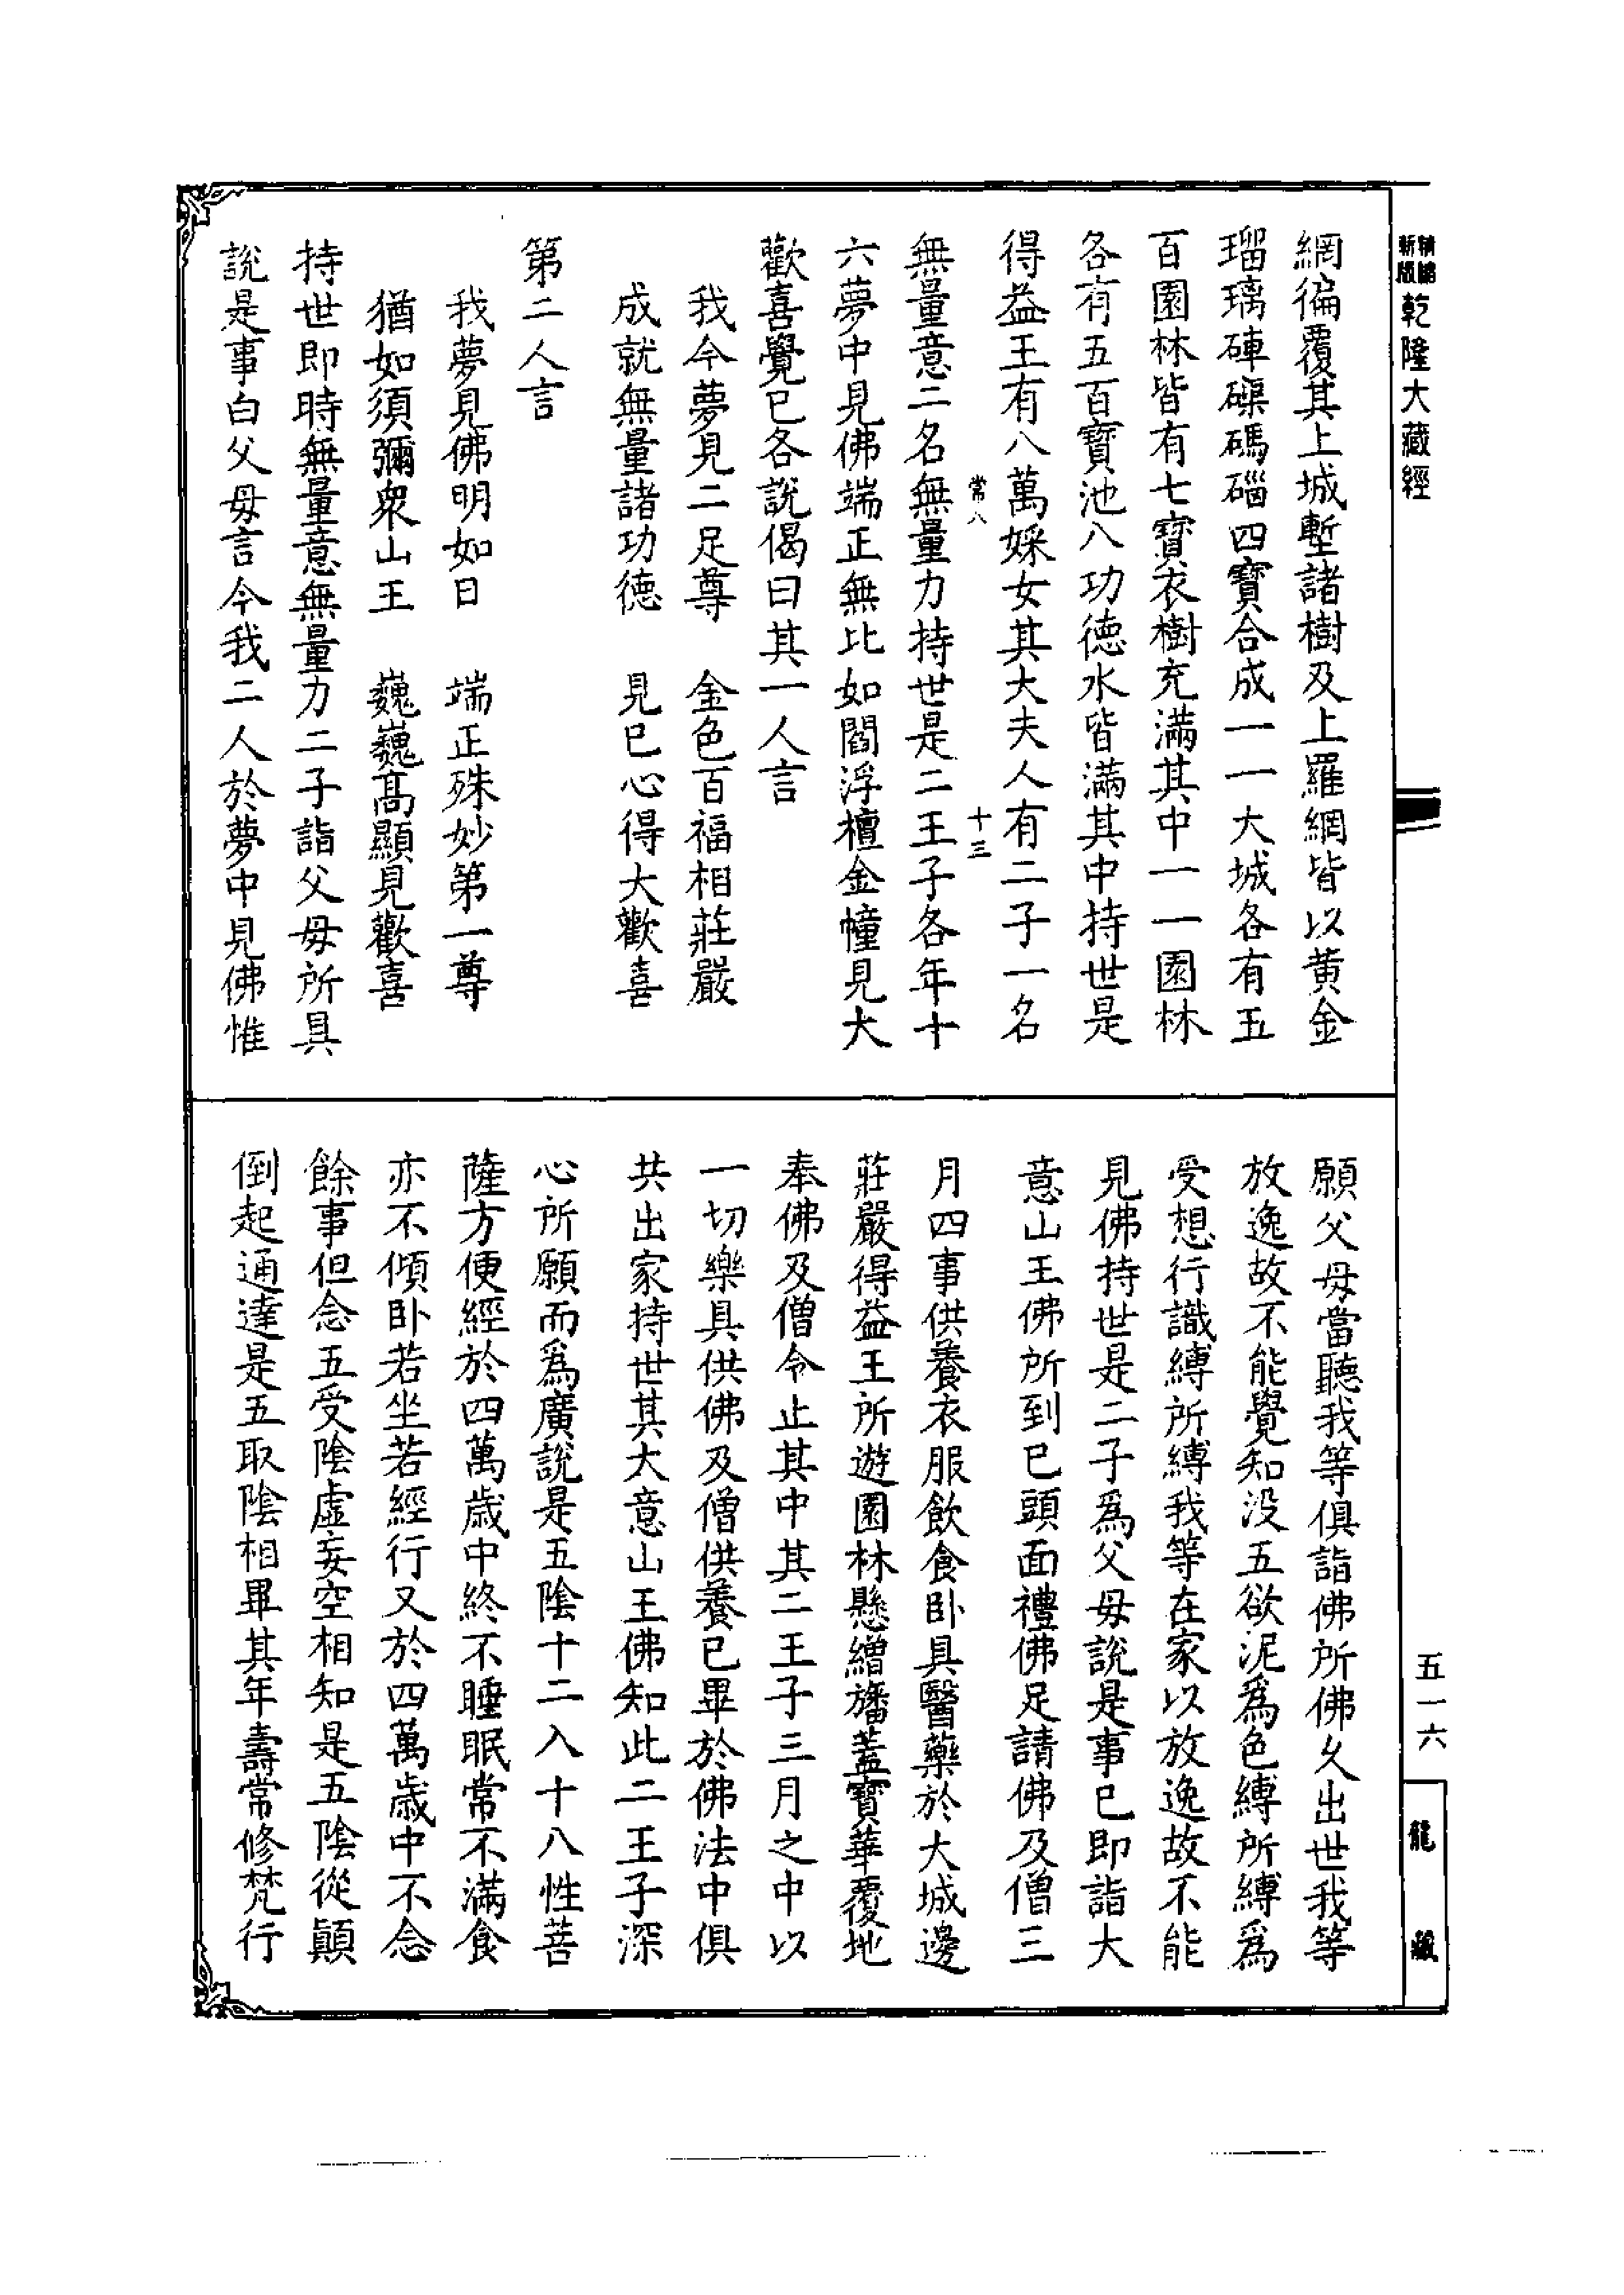 新版精縮乾隆大藏經
網徧覆其上城塹諸樹及上羅網皆以黃金
瑠璃硨磲碼碯四寶合成一一大城各有五
百園林皆有七寶衣樹充滿其中一一園林
各有五百寶池八功德水皆滿其中持世是
得益王有八萬婇女其大夫人有二子一名
常八
十三
無量意二名無量力持世是二王子各年十
六夢中見佛端正無比如閻浮檀金幢見大
歡喜覺已各說偈曰其一人言
我今夢見二足尊 金色百福相莊嚴
成就無量諸功德 見已心得大歡喜
第二人言
我夢見佛明如日 端正殊妙第一尊
猶如須彌衆山王 巍巍高顯見歡喜
持世即時無量意無量力二子詣父母所具
說是事白父母言今我二人於夢中見佛惟
願父母當聽我等俱詣佛所佛久出世我等
放逸故不能覺知没五欲泥爲色縛所縛爲
受想行識縛所縛我等在家以放逸故不能
見佛持世是二子爲父母說是事已即詣大
意山王佛所到已頭面禮佛足請佛及僧三
月四事供養衣服飲食卧具醫藥於大城邊
莊嚴得益王所遊園林懸繒旛蓋寶華覆地
奉佛及僧令止其中其二王子三月之中以
一切樂具供佛及僧供養已畢於佛法中俱
共出家持世其大意山王佛知此二王子深
心所願而爲廣說是五陰十二入十八性菩
薩方便經於四萬歲中終不睡眠常不滿食
亦不傾卧若坐若經行又於四萬歲中不念
餘事但念五受陰虛妄空相知是五陰從顛
倒起通達是五取陰相畢其年壽常修梵行
五一六
龍藏